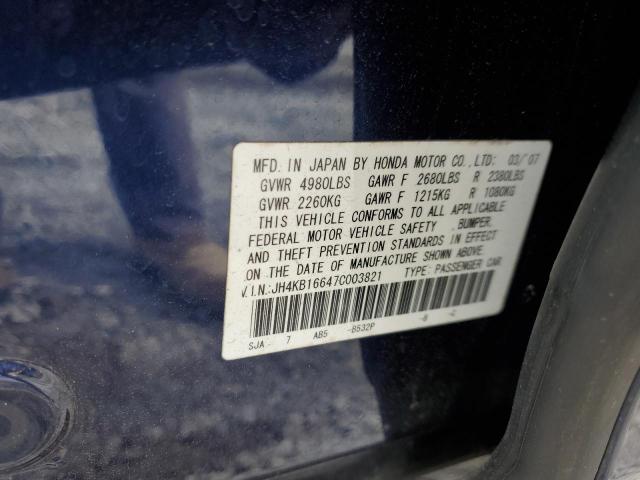 MFD. IN JAPAN BY HONDA MOTOR CO., LTD: 03/'07
GVWR 4980LBS GAWR F 2680LBS R 2380LBS
GVWR 2260KG GAWR F 1215KG R 1080KG
THIS VEHICLE CONFORMS TO ALL APPLICABLE
FEDERAL MOTOR VEHICLE SAFETY , BUMPER,
AND THEFT PREVENTION STANDARDS IN EFFECT
ON THE DATE OF MANUFACTURE SHOWN ABOVE.
V.I.N.:JH4KB16647C003821 TYPE: PASSENGER CAR
SJA- 7 AB5 -B532P -B -C